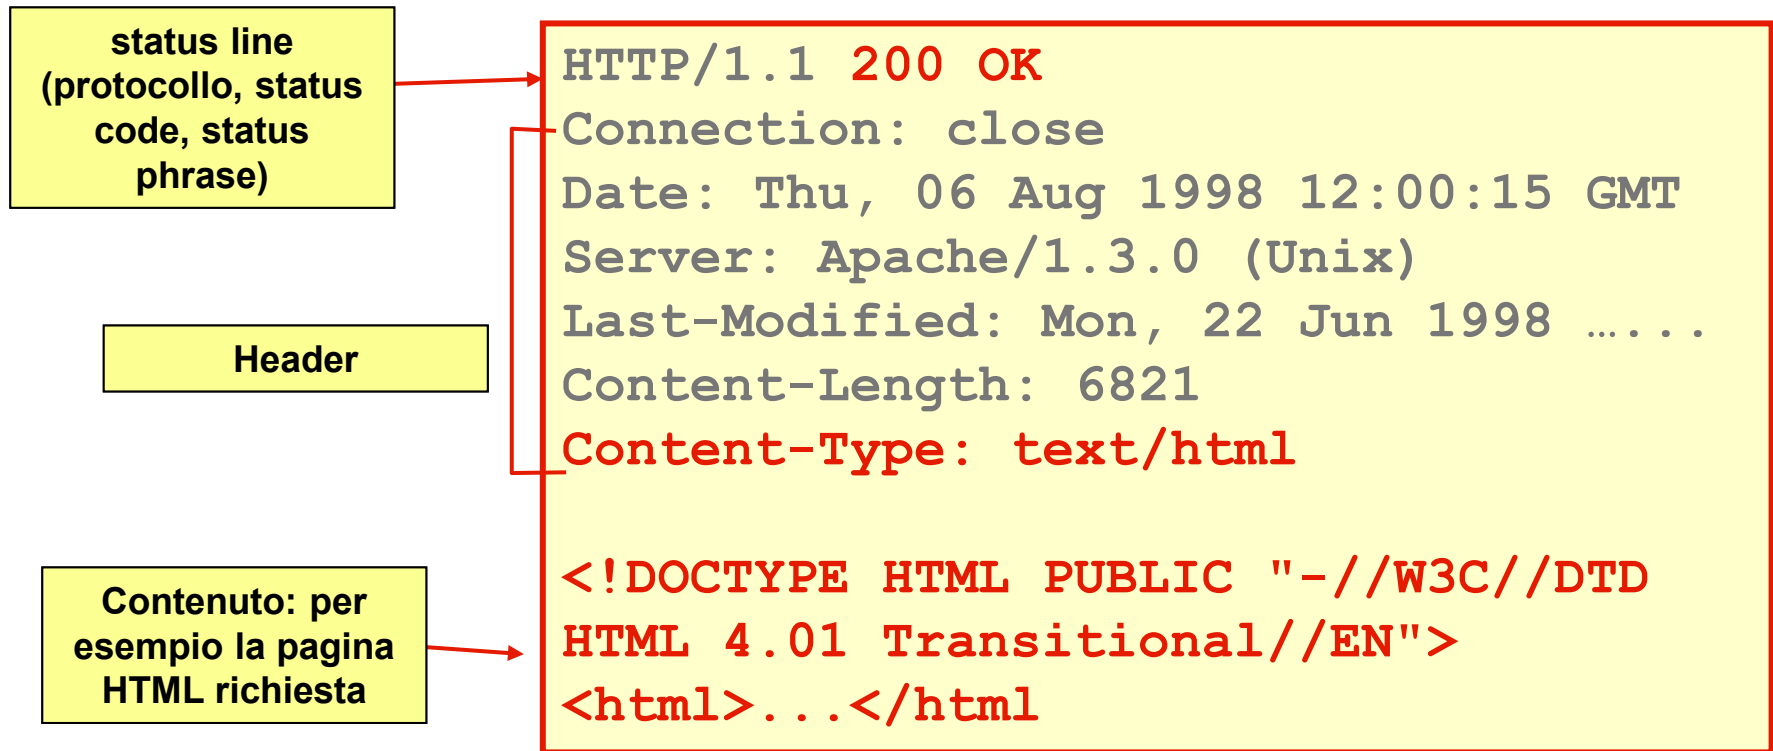 status line
(protocollo, status
code, status
phrase)
HTTP/1.1 200 OK
Connection: close
Date: Thu, 06 Aug 1998 12:00:15 GMT
Server: Apache/1.3.0 (Unix)
Last-Modified: Mon, 22 Jun 1998 …...
Content-Length: 6821
Content-Type: text/html
Header
<!DOCTYPE HTML PUBLIC "-//W3C//DTD
HTML 4.01 Transitional//EN">
<html>...</html
Contenuto: per
esempio la pagina
HTML richiesta